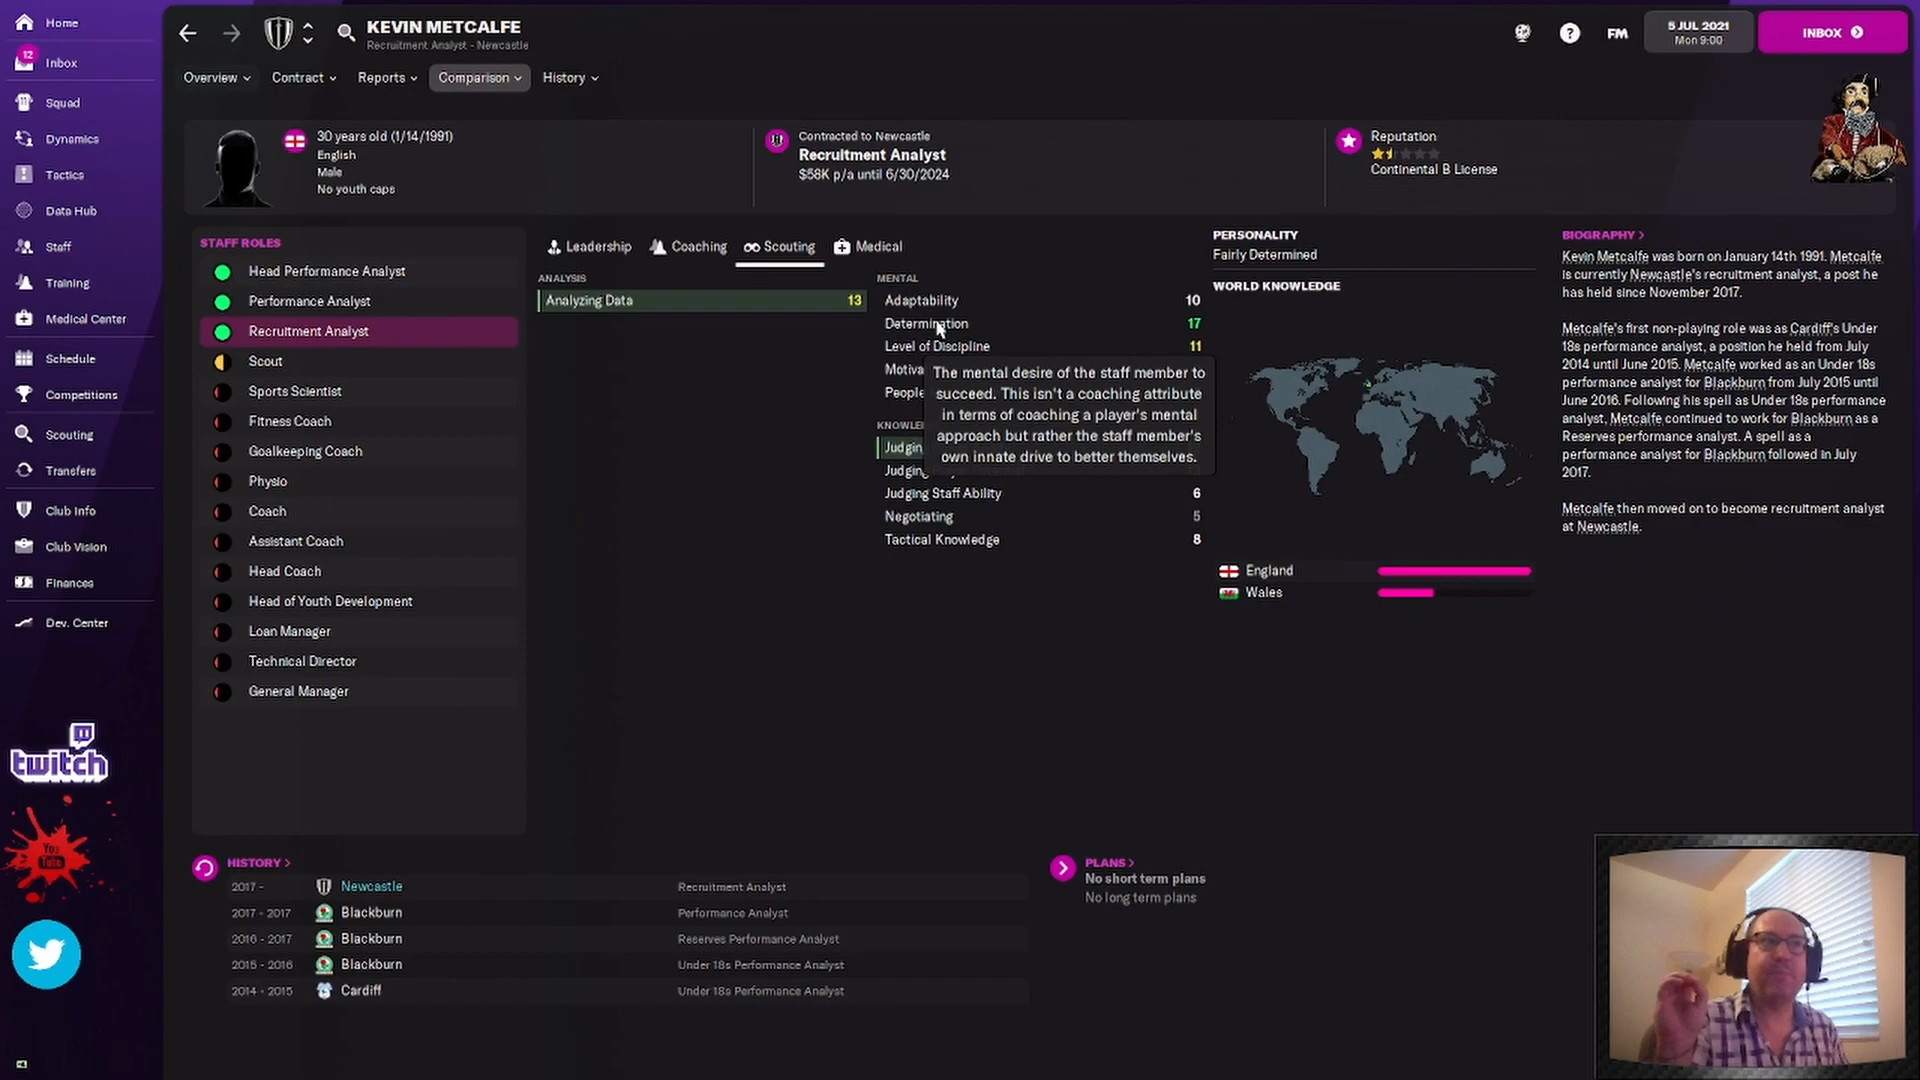 Home
12
Inbox
Squad
Dynamics
Tactics
Data Hub
Staff
Training
Medical Center
Schedule
Competitions
Scouting
Transfers
Club Info
Club Vision
Finances
Dev. Center
twitch
You
Tube
KEVIN METCALFE
Recruitment Analyst - Newcastle
FM
5 JUL 2021
Mon 9:00
INBOX
Overview
Contract
Reports
Comparison
History
30 years old (1/14/1991)
English
Male
No youth caps
Contracted to Newcastle
Recruitment Analyst
$58K p/a until 6/30/2024
Reputation
Continental B License
STAFF ROLES
Head Performance Analyst
Performance Analyst
Recruitment Analyst
Scout
Sports Scientist
Fitness Coach
Goalkeeping Coach
Physio
Coach
Assistant Coach
Head Coach
Head of Youth Development
Loan Manager
Technical Director
General Manager
Leadership
Coaching
Scouting
Medical
ANALYSIS
Analyzing Data 13
MENTAL
Adaptability 10
Determination 17
Level of Discipline 11
Motiva
People
The mental desire of the staff member to
succeed. This isn't a coaching attribute
in terms of coaching a player's mental
approach but rather the staff member's
own innate drive to better themselves.
KNOWLE
Judging
Judging
Judging Staff Ability 6
Negotiating 5
Tactical Knowledge 8
PERSONALITY
Fairly Determined
WORLD KNOWLEDGE
England
Wales
BIOGRAPHY >
Kevin Metcalfe was born on January 14th 1991. Metcalfe
is currently Newcastle's recruitment analyst, a post he
has held since November 2017.
Metcalfe's first non-playing role was as Cardiff's Under
18s performance analyst, a position he held from July
2014 until June 2015. Metcalfe worked as an Under 18s
performance analyst for Blackburn from July 2015 until
June 2016. Following his spell as Under 18s performance
analyst, Metcalfe continued to work for Blackburn as a
Reserves performance analyst. A spell as a
performance analyst for Blackburn followed in July
2017.
Metcalfe then moved on to become recruitment analyst
at Newcastle.
HISTORY >
2017 - Newcastle Recruitment Analyst
2017 - 2017 Blackburn Performance Analyst
2016 - 2017 Blackburn Reserves Performance Analyst
2015 - 2016 Blackburn Under 18s Performance Analyst
2014 - 2015 Cardiff Under 18s Performance Analyst
PLANS >
No short term plans
No long term plans